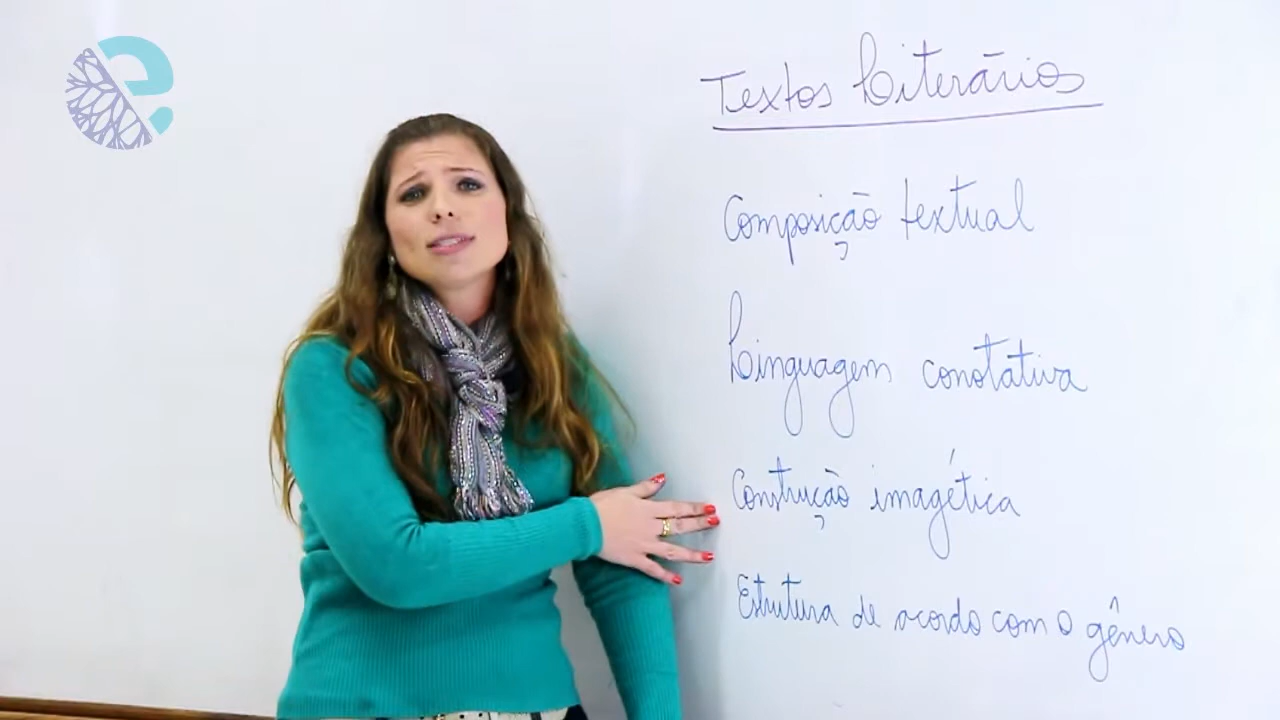 Textos Literários
Composição textual
Linguagem conotativa
Construção imagética
Estrutura de acordo com o gênero